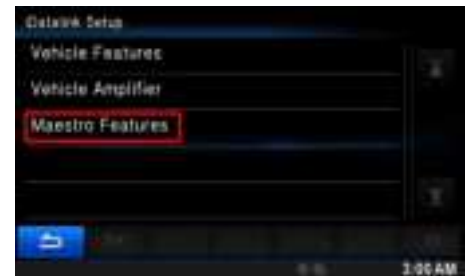 Datalink Setup
Vehicle Features
Vehicle Amplifier
Maestro Features
3:00 AM